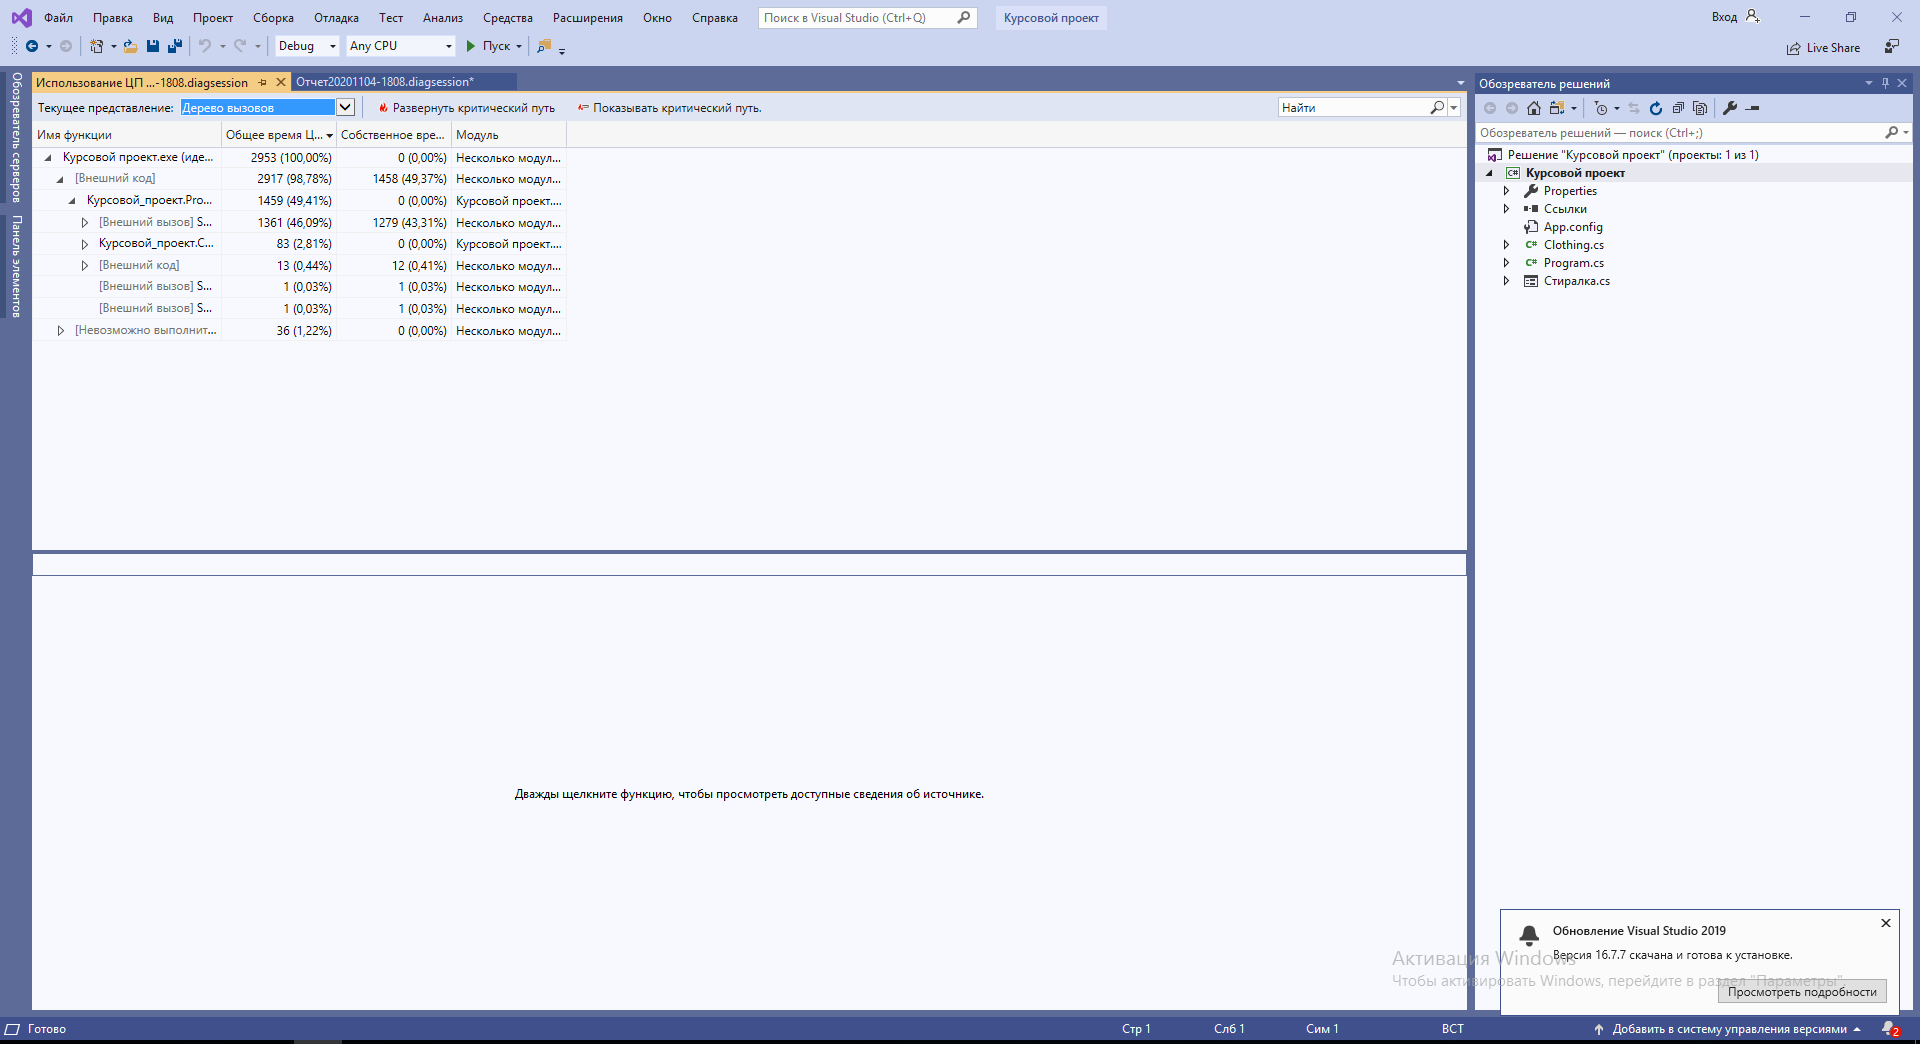 Файл Правка Вид Проект Сборка Отладка Тест Анализ Средства Расширения Окно Справка Поиск в Visual Studio (Ctrl+Q) Курсовой проект Вход
Debug Any CPU Пуск Live Share
Обозреватель серверов
Панель элементов
Использование ЦП ...-1808.diagsession Отчет20201104-1808.diagsession*
Текущее представление: Дерево вызовов Развернуть критический путь Показывать критический путь. Найти
Имя функции Общее время Ц... Собственное вре... Модуль
Курсовой проект.exe (иде... 2953 (100,00%) 0 (0,00%) Несколько модул...
[Внешний код] 2917 (98,78%) 1458 (49,37%) Несколько модул...
Курсовой_проект.Pro... 1459 (49,41%) 0 (0,00%) Курсовой проект....
[Внешний вызов] S... 1361 (46,09%) 1279 (43,31%) Несколько модул...
Курсовой_проект.C... 83 (2,81%) 0 (0,00%) Курсовой проект....
[Внешний код] 13 (0,44%) 12 (0,41%) Несколько модул...
[Внешний вызов] S... 1 (0,03%) 1 (0,03%) Несколько модул...
[Внешний вызов] S... 1 (0,03%) 1 (0,03%) Несколько модул...
[Невозможно выполнит... 36 (1,22%) 0 (0,00%) Несколько модул...
Дважды щелкните функцию, чтобы просмотреть доступные сведения об источнике.
Обозреватель решений
Обозреватель решений — поиск (Ctrl+;)
Решение "Курсовой проект" (проекты: 1 из 1)
C# Курсовой проект
Properties
Ссылки
App.config
C# Clothing.cs
C# Program.cs
Стиралка.cs
Обновление Visual Studio 2019
Версия 16.7.7 скачана и готова к установке.
Просмотреть подробности
Активация Windows
Чтобы активировать Windows, перейдите в раздел "Параметры".
Готово Стр 1 Слб 1 Сим 1 ВСТ Добавить в систему управления версиями 2